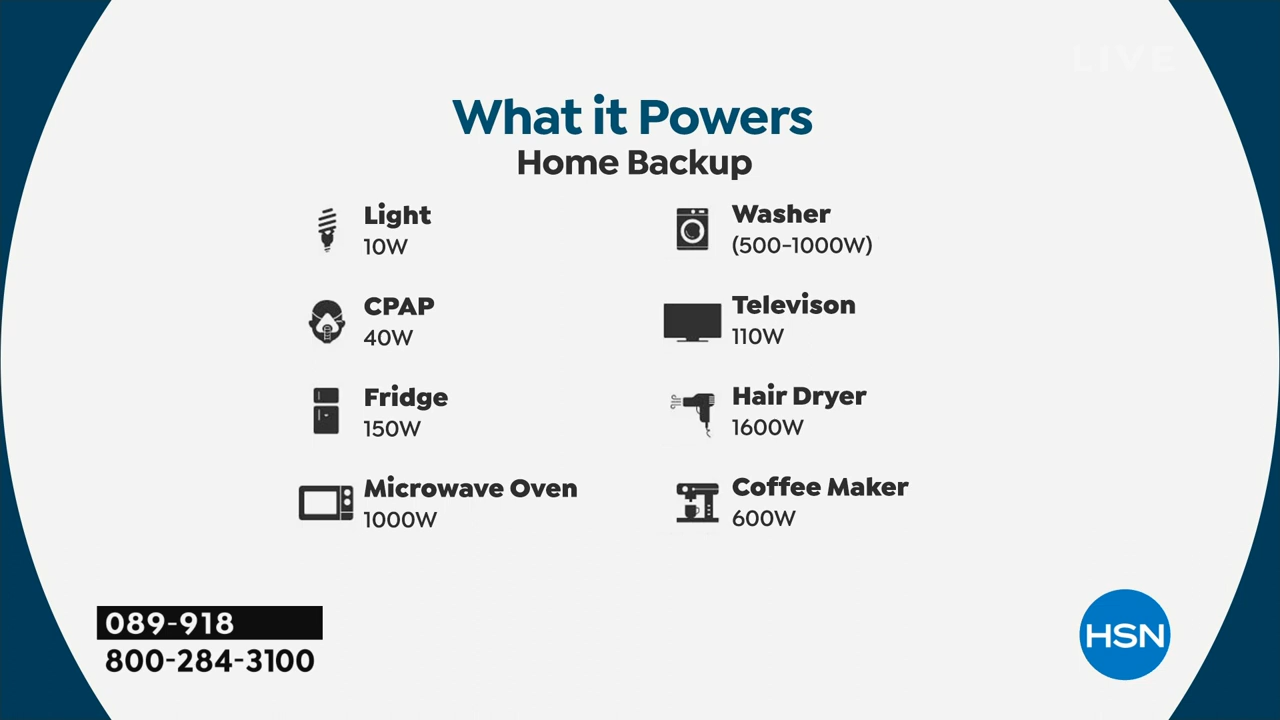 LIVE
What it Powers
Home Backup
Light
10W
CPAP
40W
Fridge
150W
Microwave Oven
1000W
Washer
(500-1000W)
Televison
110W
Hair Dryer
1600W
Coffee Maker
600W
089-918
800-284-3100
HSN